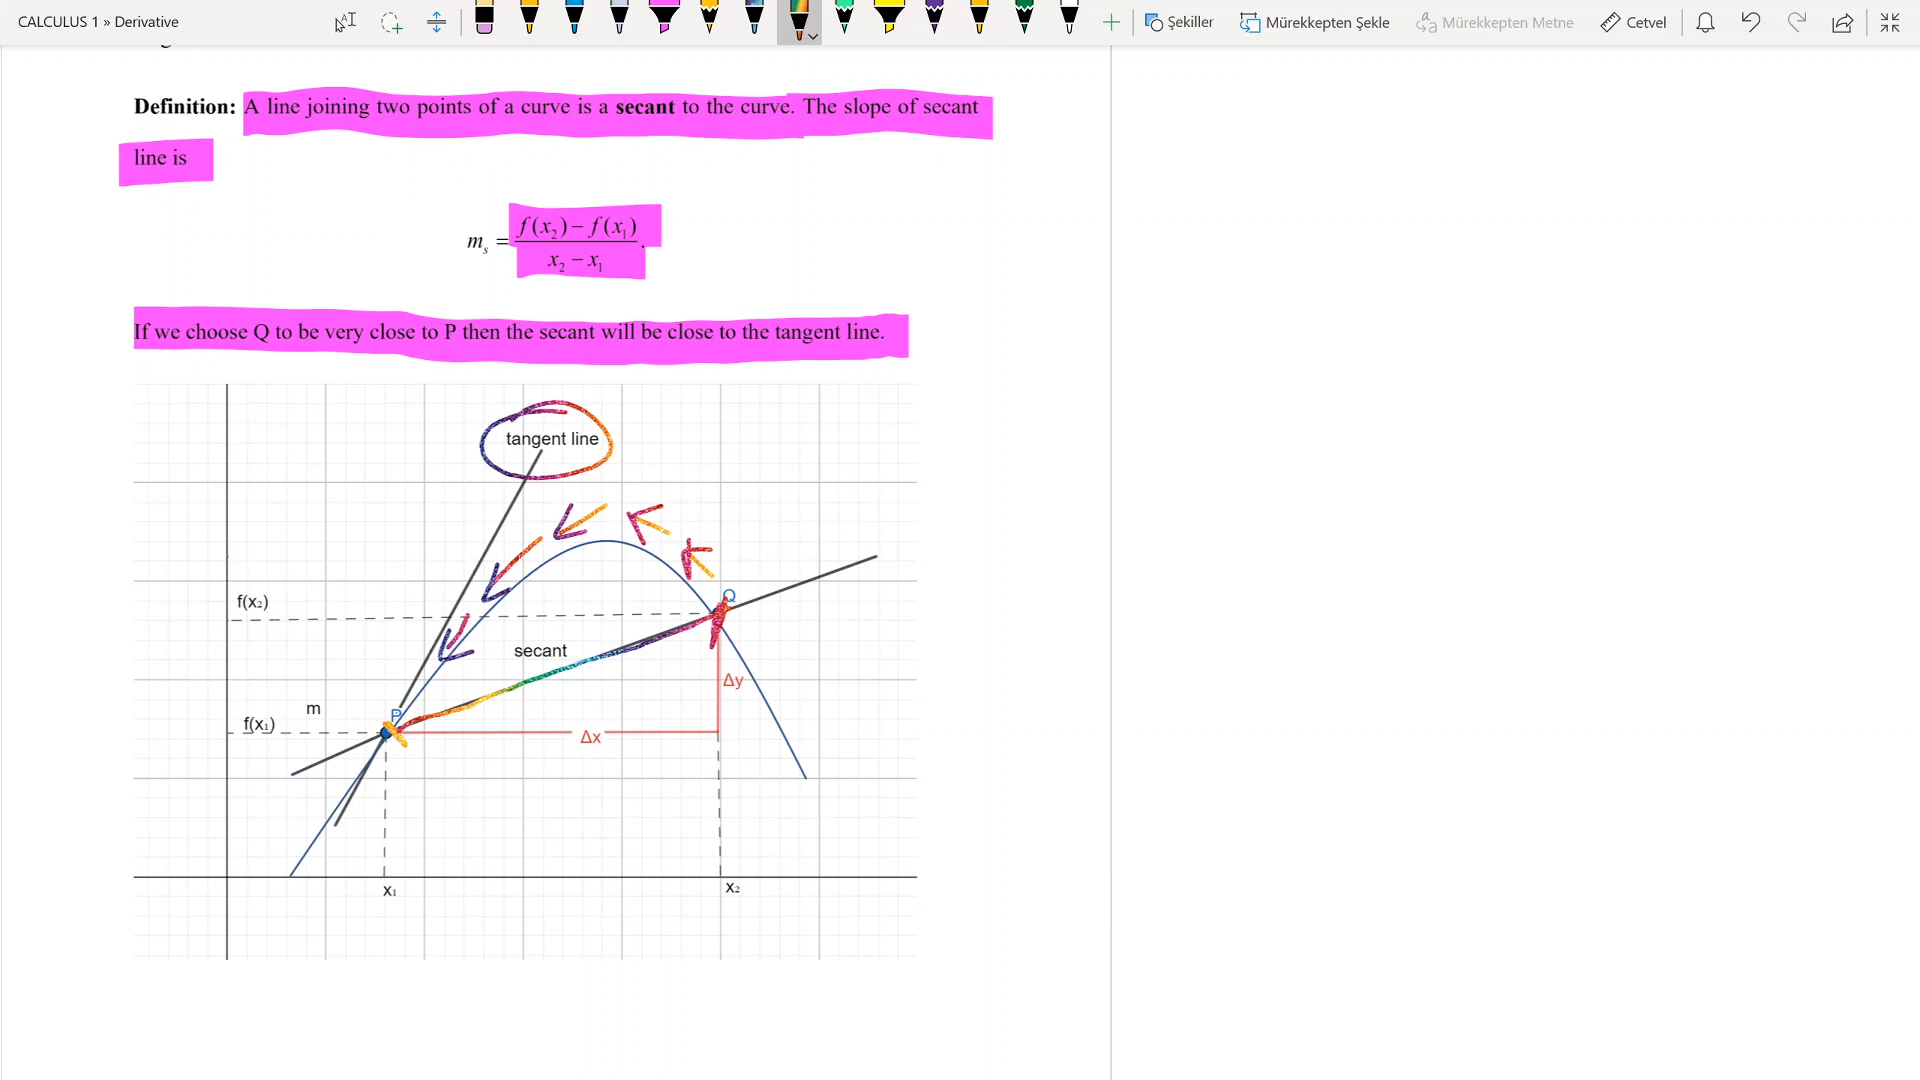 CALCULUS 1 » Derivative
Şekiller
Mürekkepten Şekle
Mürekkepten Metne
Cetvel
Definition: A line joining two points of a curve is a secant to the curve. The slope of secant
line is
mₛ = f(x₂) − f(x₁) / x₂ − x₁ .
If we choose Q to be very close to P then the secant will be close to the tangent line.
tangent line
Q
f(x₂)
secant
Δy
m
P
f(x₁)
Δx
x₁
x₂